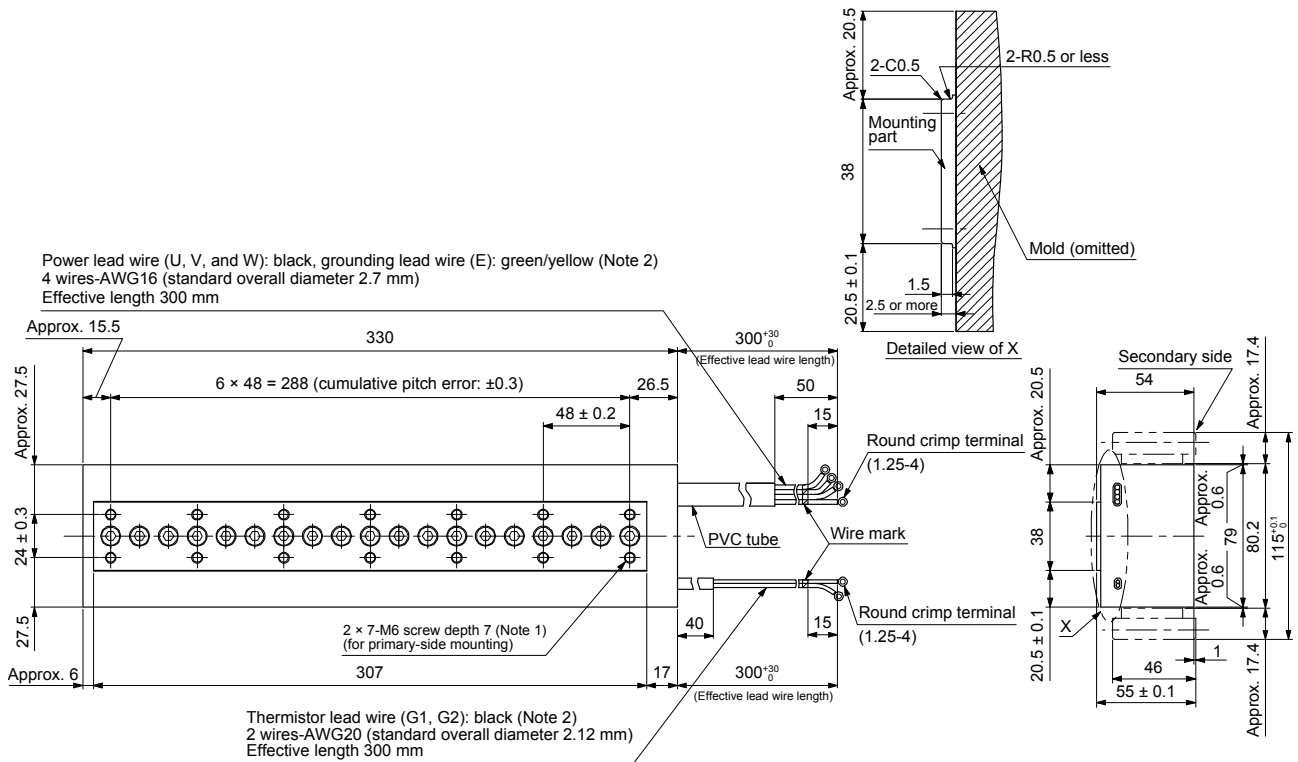 Approx. 20.5
2-C0.5
2-R0.5 or less
Mounting
part
38
Mold (omitted)
20.5 ± 0.1
1.5
2.5 or more
Detailed view of X
Power lead wire (U, V, and W): black, grounding lead wire (E): green/yellow (Note 2)
4 wires-AWG16 (standard overall diameter 2.7 mm)
Effective length 300 mm
Approx. 15.5
330
300 +30 0
(Effective lead wire length)
6 × 48 = 288 (cumulative pitch error: ±0.3)
26.5
50
48 ± 0.2
15
Approx. 27.5
24 ± 0.3
27.5
Round crimp terminal
(1.25-4)
PVC tube
Wire mark
Round crimp terminal
(1.25-4)
2 × 7-M6 screw depth 7 (Note 1)
(for primary-side mounting)
40
15
Approx. 6
307
17
300 +30 0
(Effective lead wire length)
Thermistor lead wire (G1, G2): black (Note 2)
2 wires-AWG20 (standard overall diameter 2.12 mm)
Effective length 300 mm
Secondary side
54
Approx. 17.4
Approx. 20.5
38
20.5 ± 0.1
Approx.
0.6
Approx.
0.6
79
80.2
115 +0.1 0
X
1
46
55 ± 0.1
Approx. 17.4